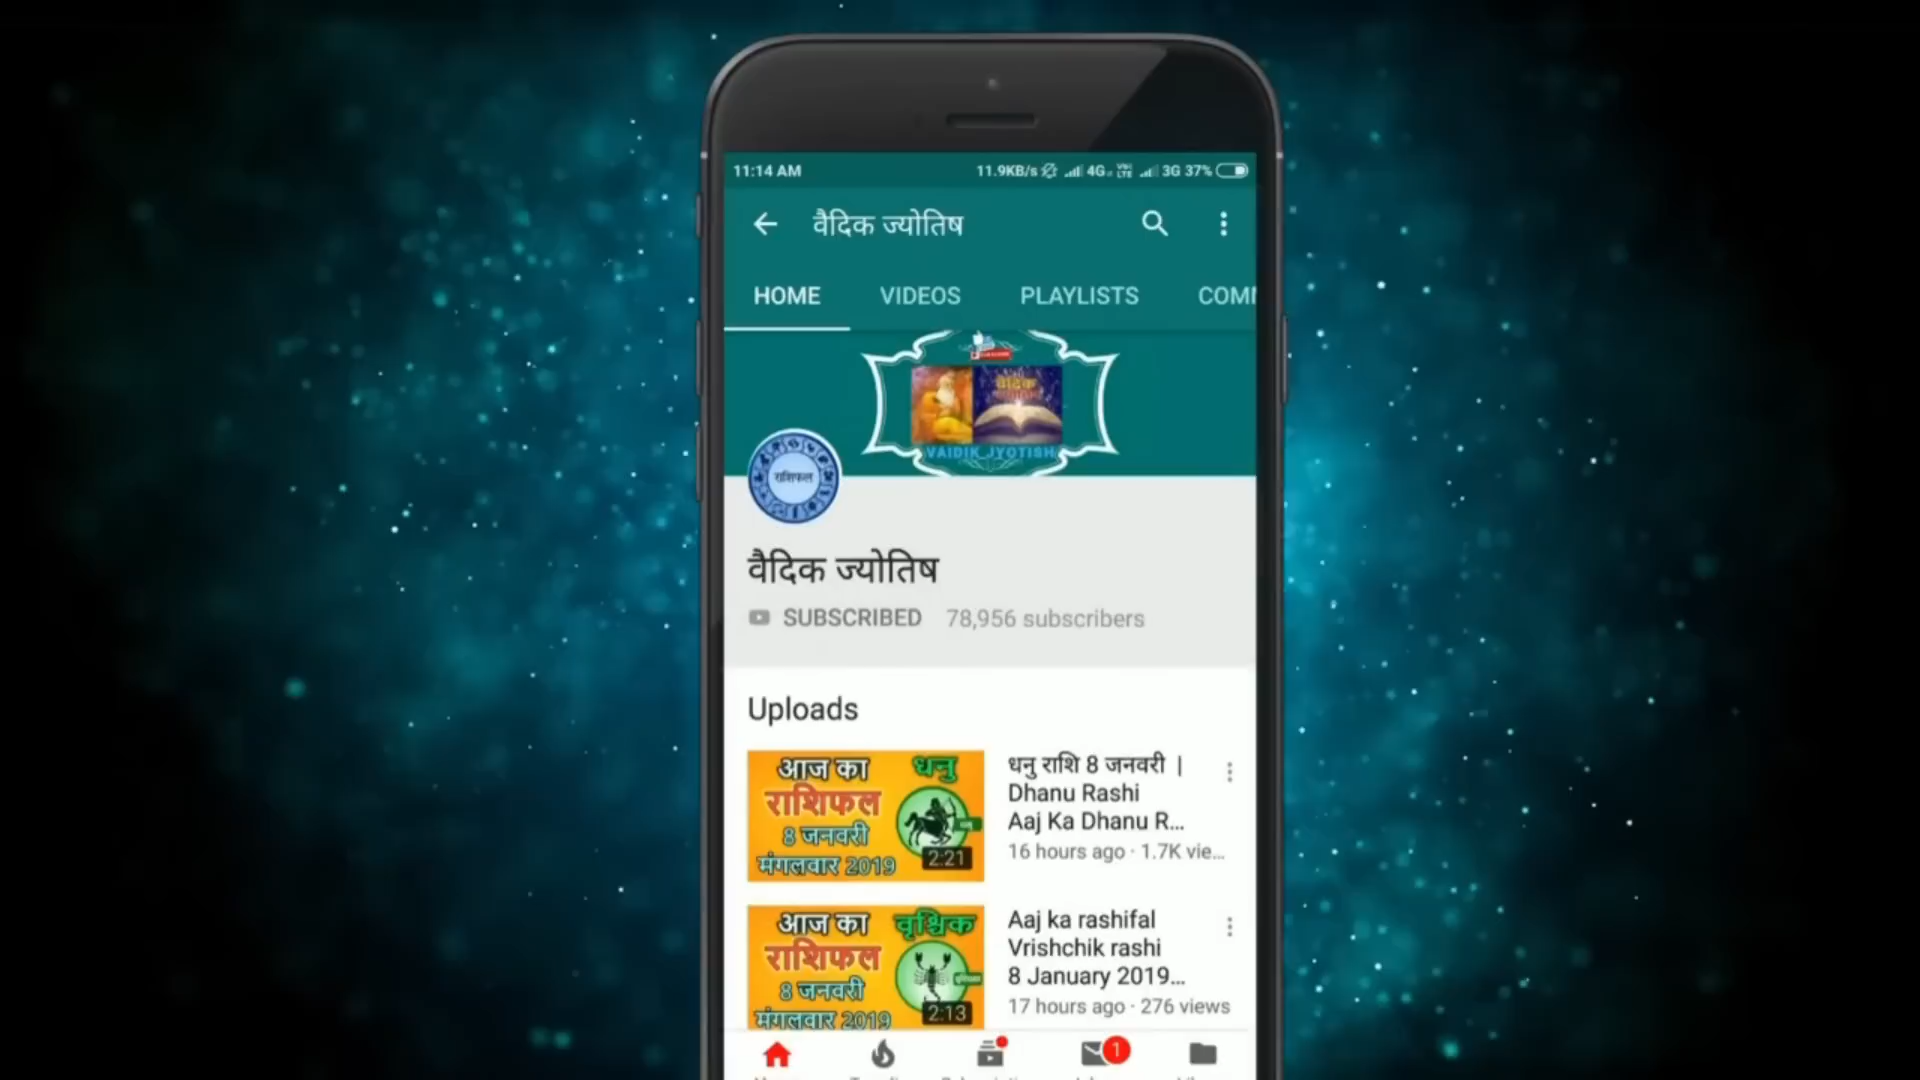 11:14 AM 11.9KB/s 4G VoLTE 3G 37%
वैदिक ज्योतिष
HOME VIDEOS PLAYLISTS COMM
वैदिक
VAIDIK JYOTISH
राशिफल
वैदिक ज्योतिष
SUBSCRIBED 78,956 subscribers
Uploads
आज का धनु
राशिफल
8 जनवरी
मंगलवार 2019
2:21
धनु राशि 8 जनवरी |
Dhanu Rashi
Aaj Ka Dhanu R...
16 hours ago · 1.7K vie...
आज का वृश्चिक
राशिफल
8 जनवरी
मंगलवार 2019
2:13
Aaj ka rashifal
Vrishchik rashi
8 January 2019...
17 hours ago · 276 views
1